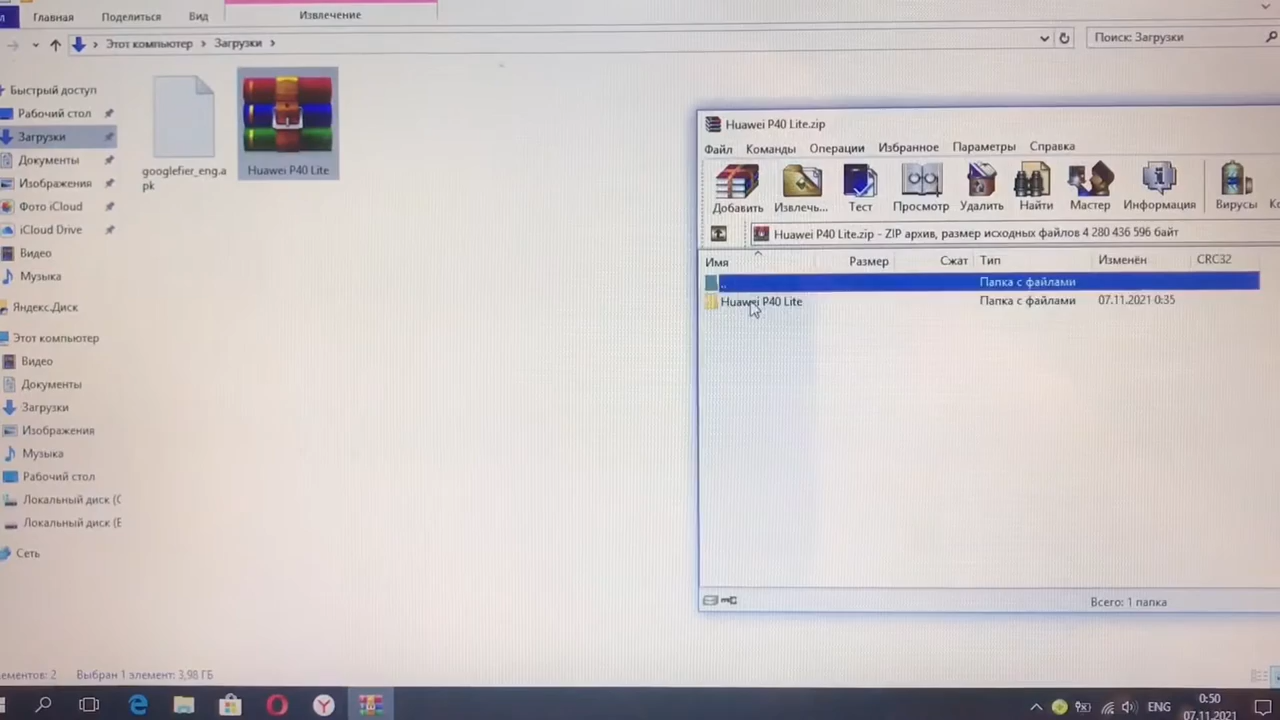 Главная Поделиться Вид Извлечение
Этот компьютер Загрузки
Поиск: Загрузки
Быстрый доступ
Рабочий стол
Загрузки
Документы
Изображения
Фото iCloud
iCloud Drive
Видео
Музыка
Яндекс.Диск
Этот компьютер
Видео
Документы
Загрузки
Изображения
Музыка
Рабочий стол
Локальный диск (C
Локальный диск (E
Сеть
googlefier_eng.a
pk
Huawei P40 Lite
Huawei P40 Lite.zip
Файл Команды Операции Избранное Параметры Справка
Добавить Извлечь... Тест Просмотр Удалить Найти Мастер Информация Вирусы
Huawei P40 Lite.zip - ZIP архив, размер исходных файлов 4 280 436 596 байт
Имя Размер Сжат Тип Изменён CRC32
.. Папка с файлами
Huawei P40 Lite Папка с файлами 07.11.2021 0:35
Всего: 1 папка
ементов: 2 Выбран 1 элемент: 3,98 ГБ
ENG
0:50
07.11.2021